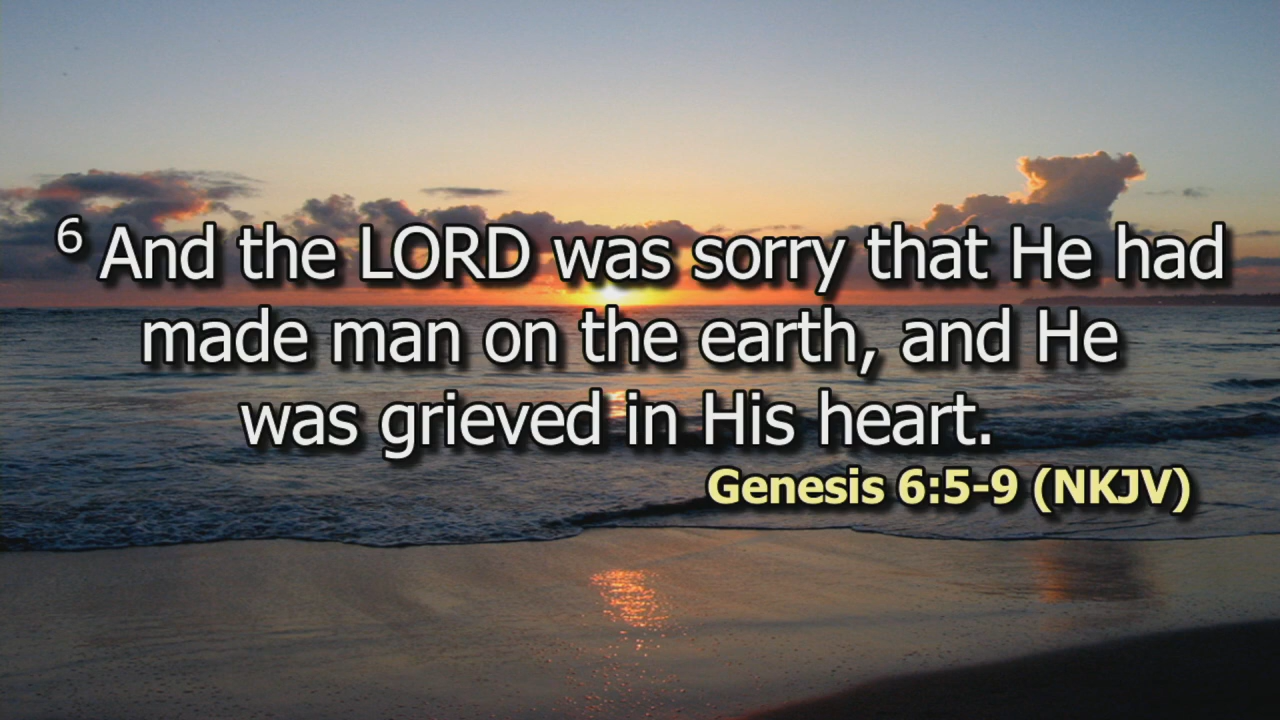 6 And the LORD was sorry that He had
made man on the earth, and He
was grieved in His heart.
Genesis 6:5-9 (NKJV)